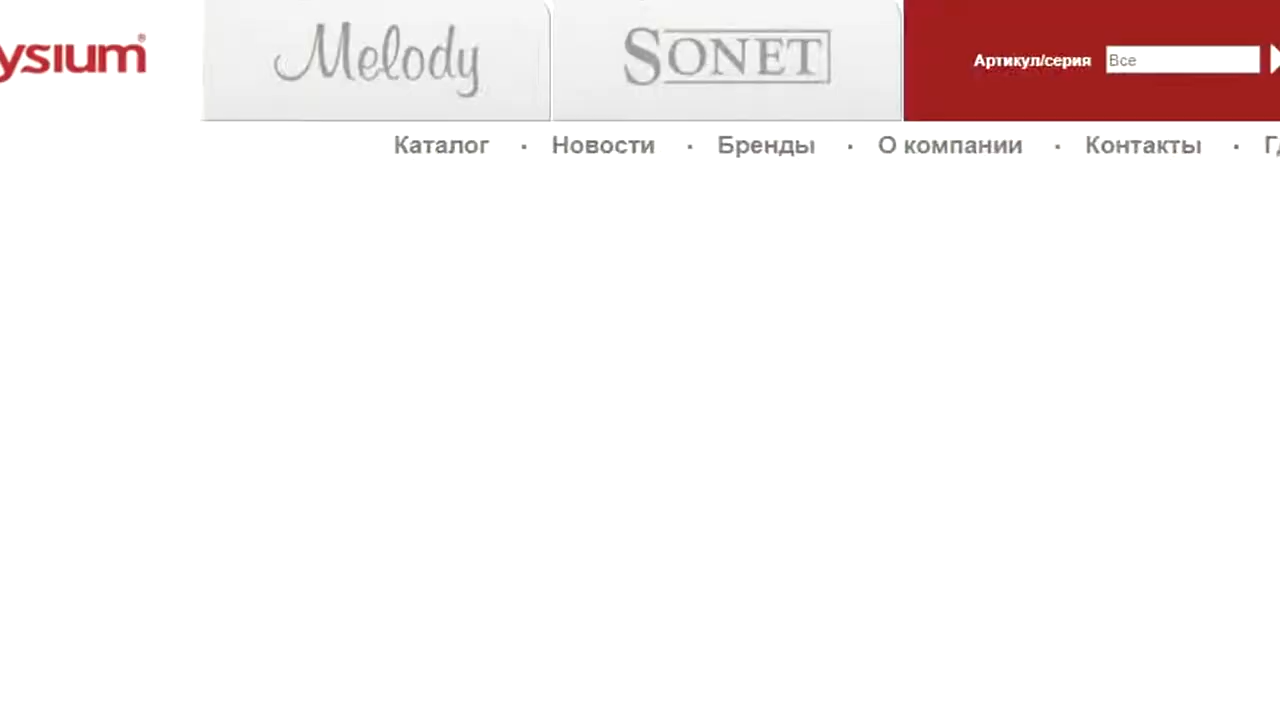 ysium®
Melody
SONET
Артикул/серия Все
Каталог · Новости · Бренды · О компании · Контакты ·